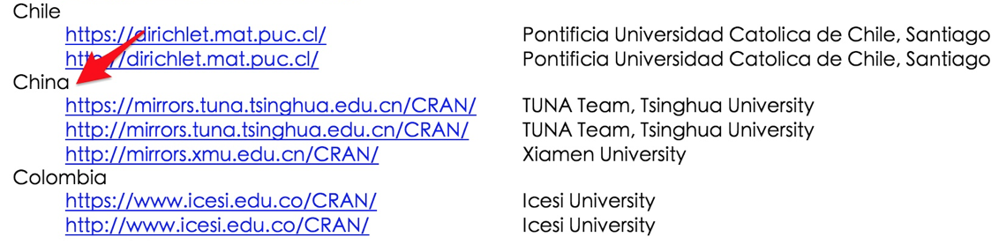 Chile
https://dirichlet.mat.puc.cl/ Pontificia Universidad Catolica de Chile, Santiago
http://dirichlet.mat.puc.cl/ Pontificia Universidad Catolica de Chile, Santiago
China
https://mirrors.tuna.tsinghua.edu.cn/CRAN/ TUNA Team, Tsinghua University
http://mirrors.tuna.tsinghua.edu.cn/CRAN/ TUNA Team, Tsinghua University
http://mirrors.xmu.edu.cn/CRAN/ Xiamen University
Colombia
https://www.icesi.edu.co/CRAN/ Icesi University
http://www.icesi.edu.co/CRAN/ Icesi University